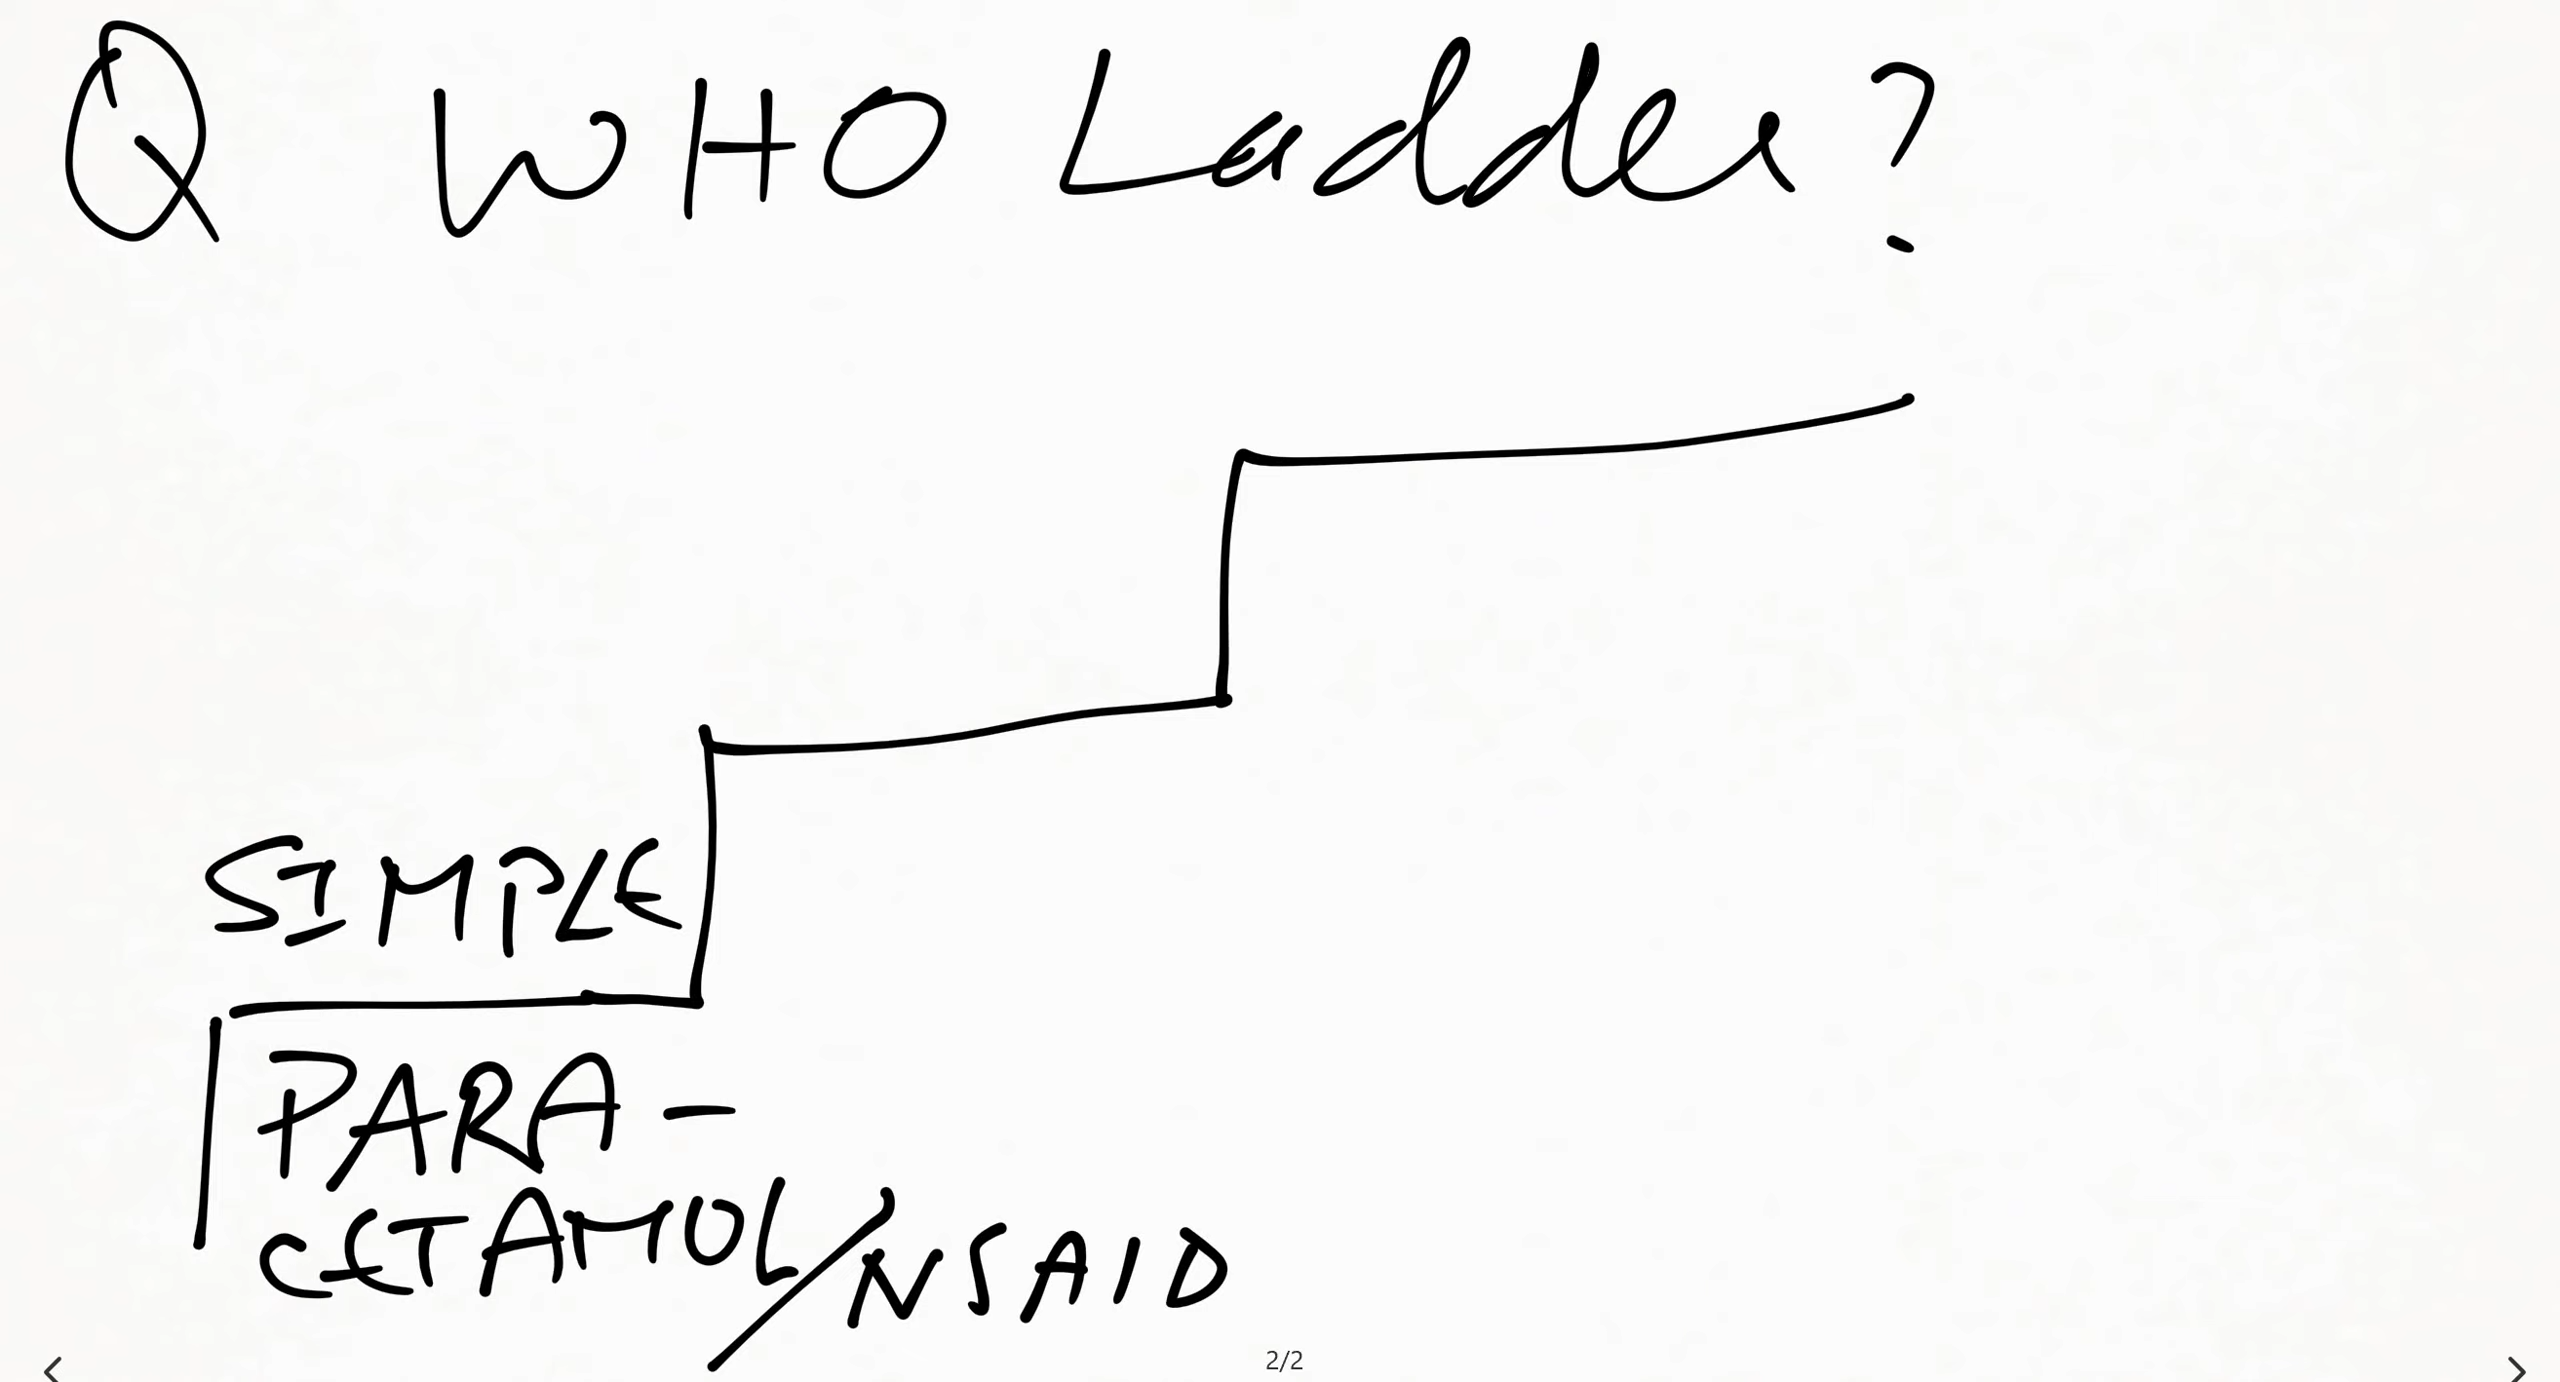 Q WHO Ladder?
SIMPLE
PARA-
CETAMOL/NSAID
2/2